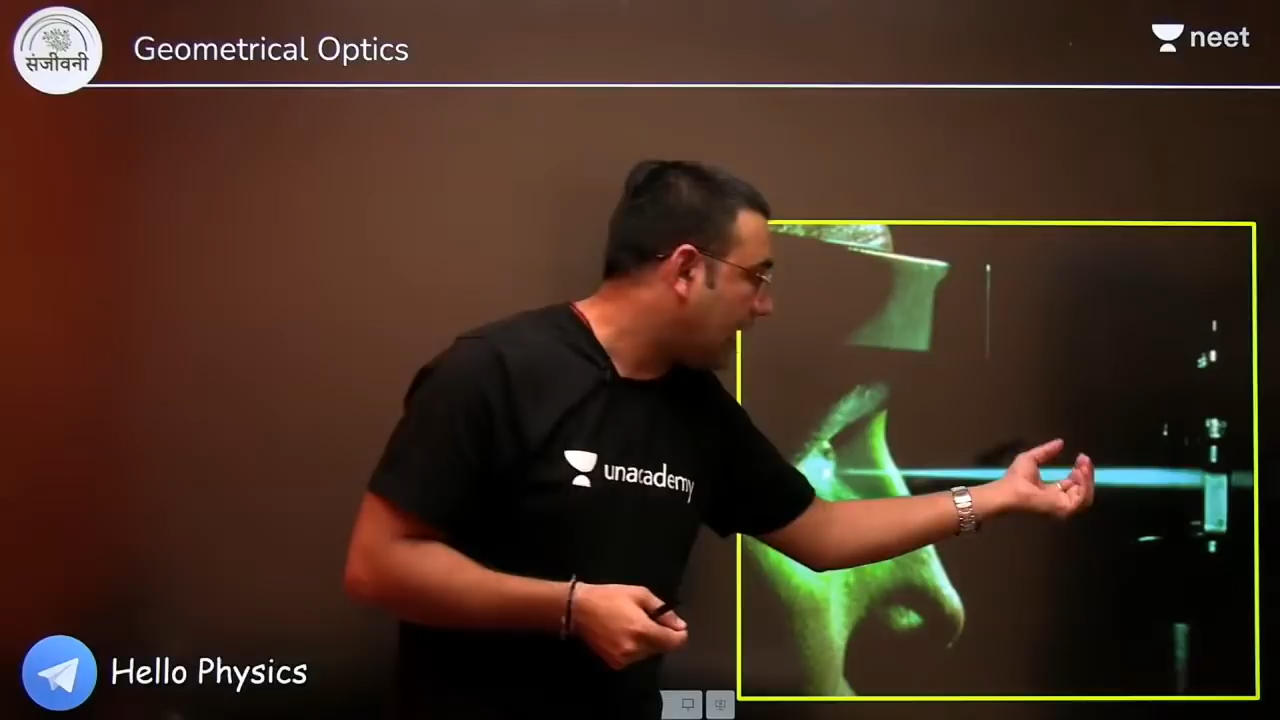 संजीवनी
Geometrical Optics
neet
unacademy
Hello Physics